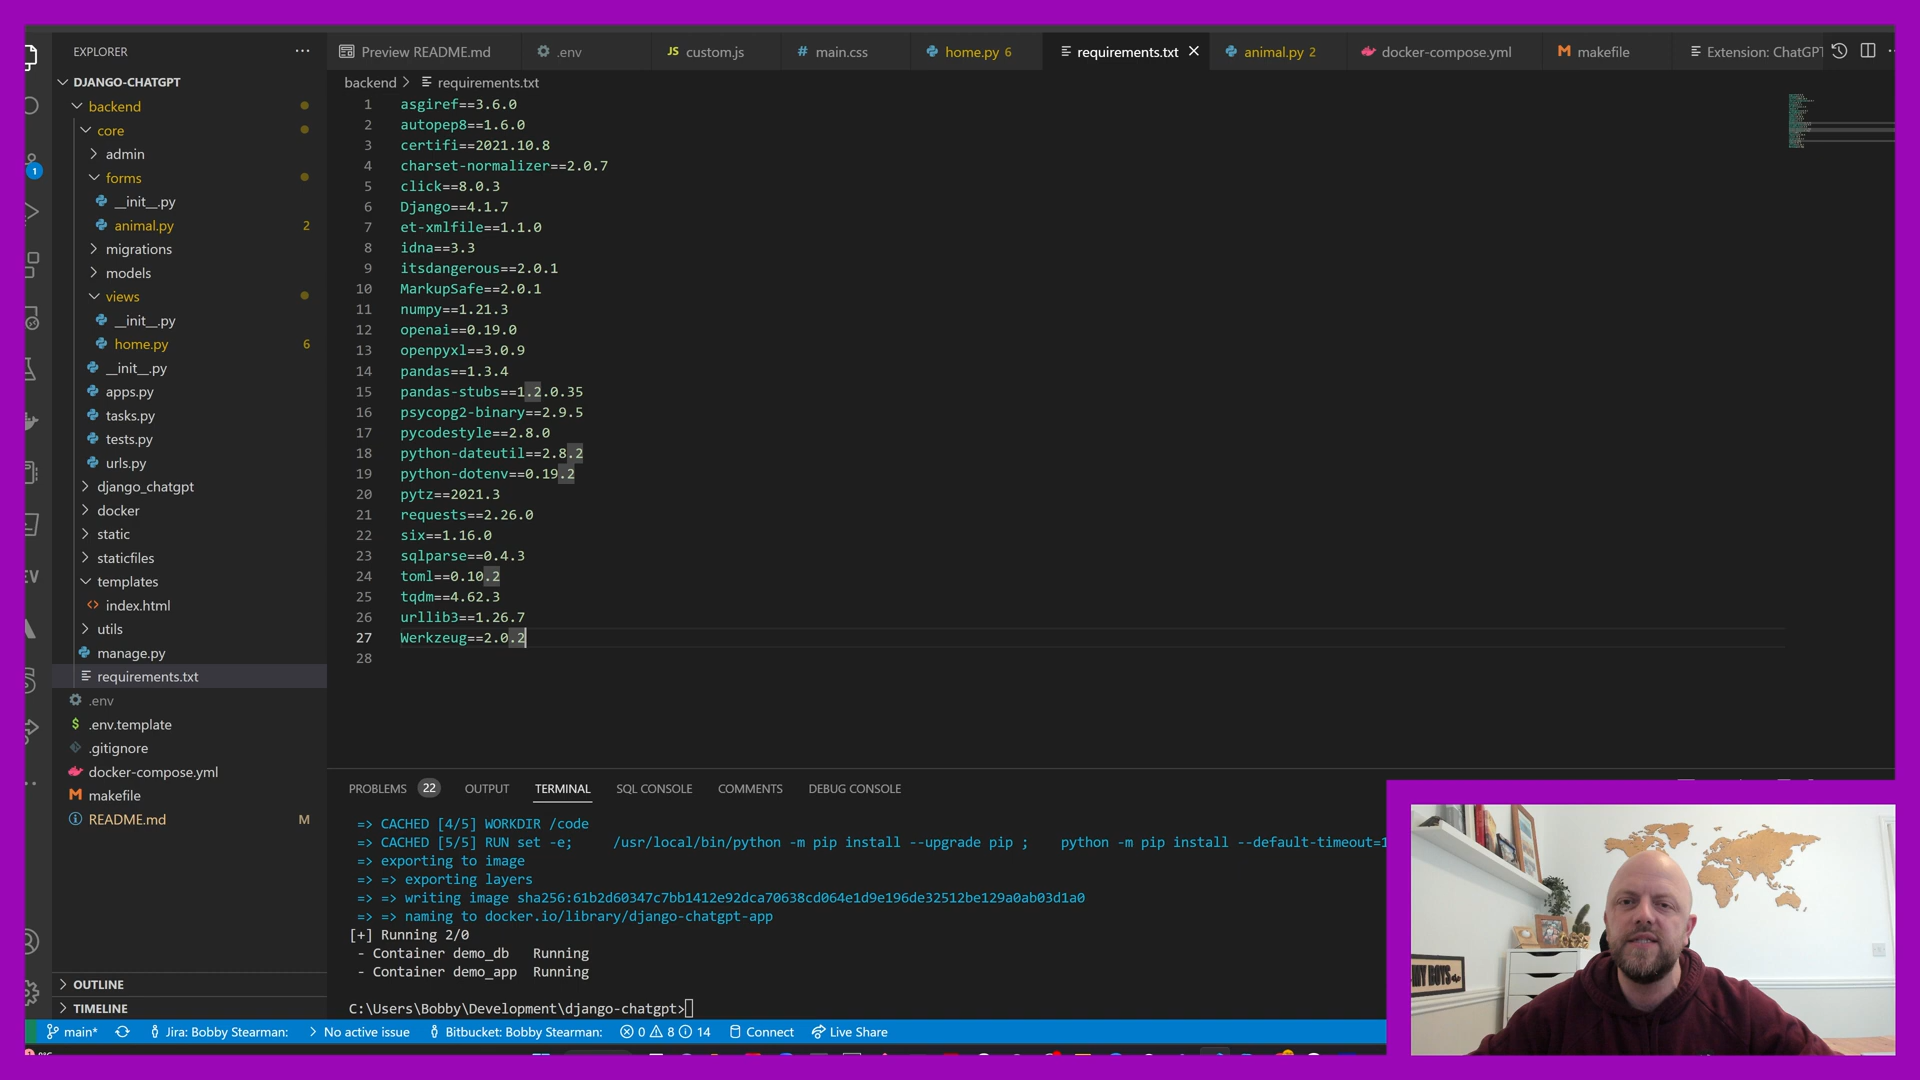 EXPLORER
DJANGO-CHATGPT
backend
core
admin
forms
__init__.py
animal.py 2
migrations
models
views
__init__.py
home.py 6
__init__.py
apps.py
tasks.py
tests.py
urls.py
django_chatgpt
docker
static
staticfiles
templates
index.html
utils
manage.py
requirements.txt
.env
.env.template
.gitignore
docker-compose.yml
makefile
README.md M
OUTLINE
TIMELINE
1
Preview README.md
.env
JS custom.js
# main.css
home.py 6
requirements.txt
animal.py 2
docker-compose.yml
makefile
Extension: ChatGPT
backend > requirements.txt
1 asgiref==3.6.0
2 autopep8==1.6.0
3 certifi==2021.10.8
4 charset-normalizer==2.0.7
5 click==8.0.3
6 Django==4.1.7
7 et-xmlfile==1.1.0
8 idna==3.3
9 itsdangerous==2.0.1
10 MarkupSafe==2.0.1
11 numpy==1.21.3
12 openai==0.19.0
13 openpyxl==3.0.9
14 pandas==1.3.4
15 pandas-stubs==1.2.0.35
16 psycopg2-binary==2.9.5
17 pycodestyle==2.8.0
18 python-dateutil==2.8.2
19 python-dotenv==0.19.2
20 pytz==2021.3
21 requests==2.26.0
22 six==1.16.0
23 sqlparse==0.4.3
24 toml==0.10.2
25 tqdm==4.62.3
26 urllib3==1.26.7
27 Werkzeug==2.0.2
28
PROBLEMS 22 OUTPUT TERMINAL SQL CONSOLE COMMENTS DEBUG CONSOLE
=> CACHED [4/5] WORKDIR /code
=> CACHED [5/5] RUN set -e;     /usr/local/bin/python -m pip install --upgrade pip ;    python -m pip install --default-timeout=1
=> exporting to image
=> => exporting layers
=> => writing image sha256:61b2d60347c7bb1412e92dca70638cd064e1d9e196de32512be129a0ab03d1a0
=> => naming to docker.io/library/django-chatgpt-app
[+] Running 2/0
- Container demo_db   Running
- Container demo_app  Running
C:\Users\Bobby\Development\django-chatgpt>
main* Jira: Bobby Stearman: No active issue Bitbucket: Bobby Stearman: 0 8 14 Connect Live Share
MY BOYS